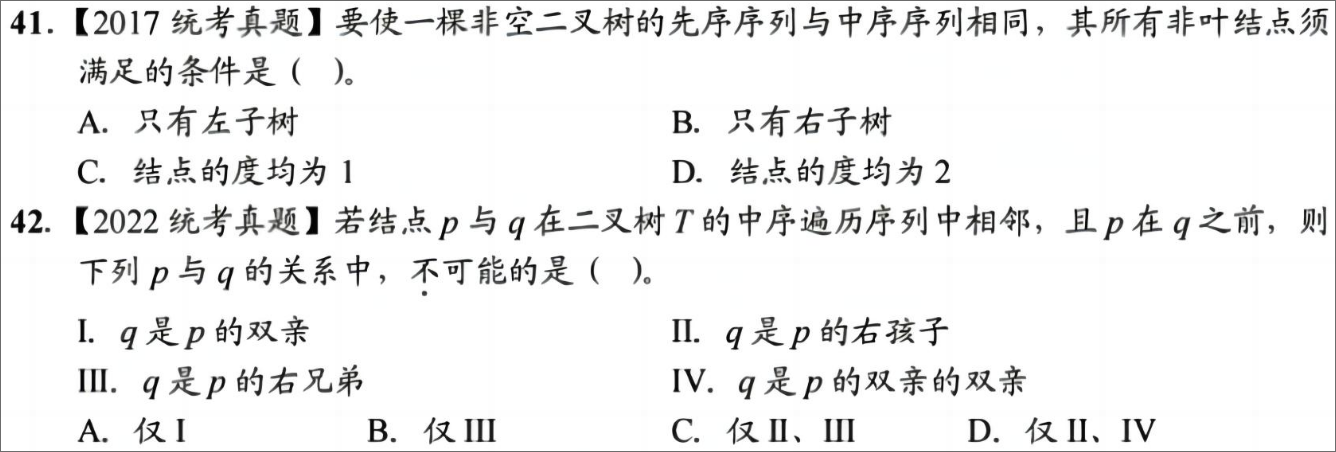 41.【2017 统考真题】要使一棵非空二叉树的先序序列与中序序列相同，其所有非叶结点须
满足的条件是（ ）。
A. 只有左子树 B. 只有右子树
C. 结点的度均为 1 D. 结点的度均为 2
42.【2022 统考真题】若结点 p 与 q 在二叉树 T 的中序遍历序列中相邻，且 p 在 q 之前，则
下列 p 与 q 的关系中，不可能的是（ ）。
I. q 是 p 的双亲 II. q 是 p 的右孩子
III. q 是 p 的右兄弟 IV. q 是 p 的双亲的双亲
A. 仅 I B. 仅 III C. 仅 II、III D. 仅 II、IV